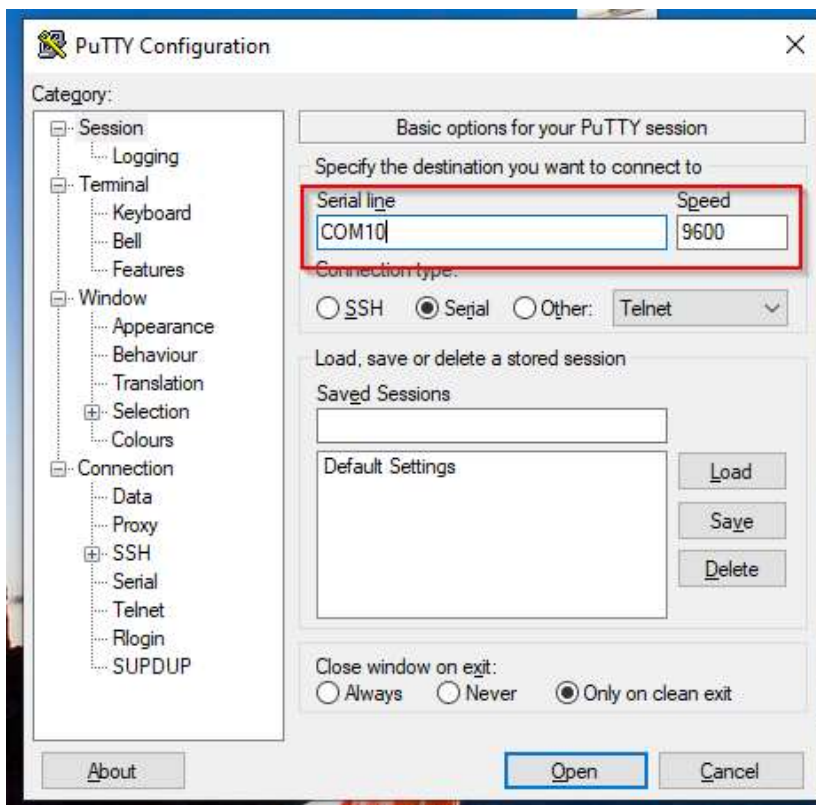 PuTTY Configuration
Category:
Session
Logging
Terminal
Keyboard
Bell
Features
Window
Appearance
Behaviour
Translation
Selection
Colours
Connection
Data
Proxy
SSH
Serial
Telnet
Rlogin
SUPDUP
Basic options for your PuTTY session
Specify the destination you want to connect to
Serial line Speed
COM10 9600
Connection type:
SSH Serial Other: Telnet
Load, save or delete a stored session
Saved Sessions
Default Settings
Load
Save
Delete
Close window on exit:
Always Never Only on clean exit
About Open Cancel